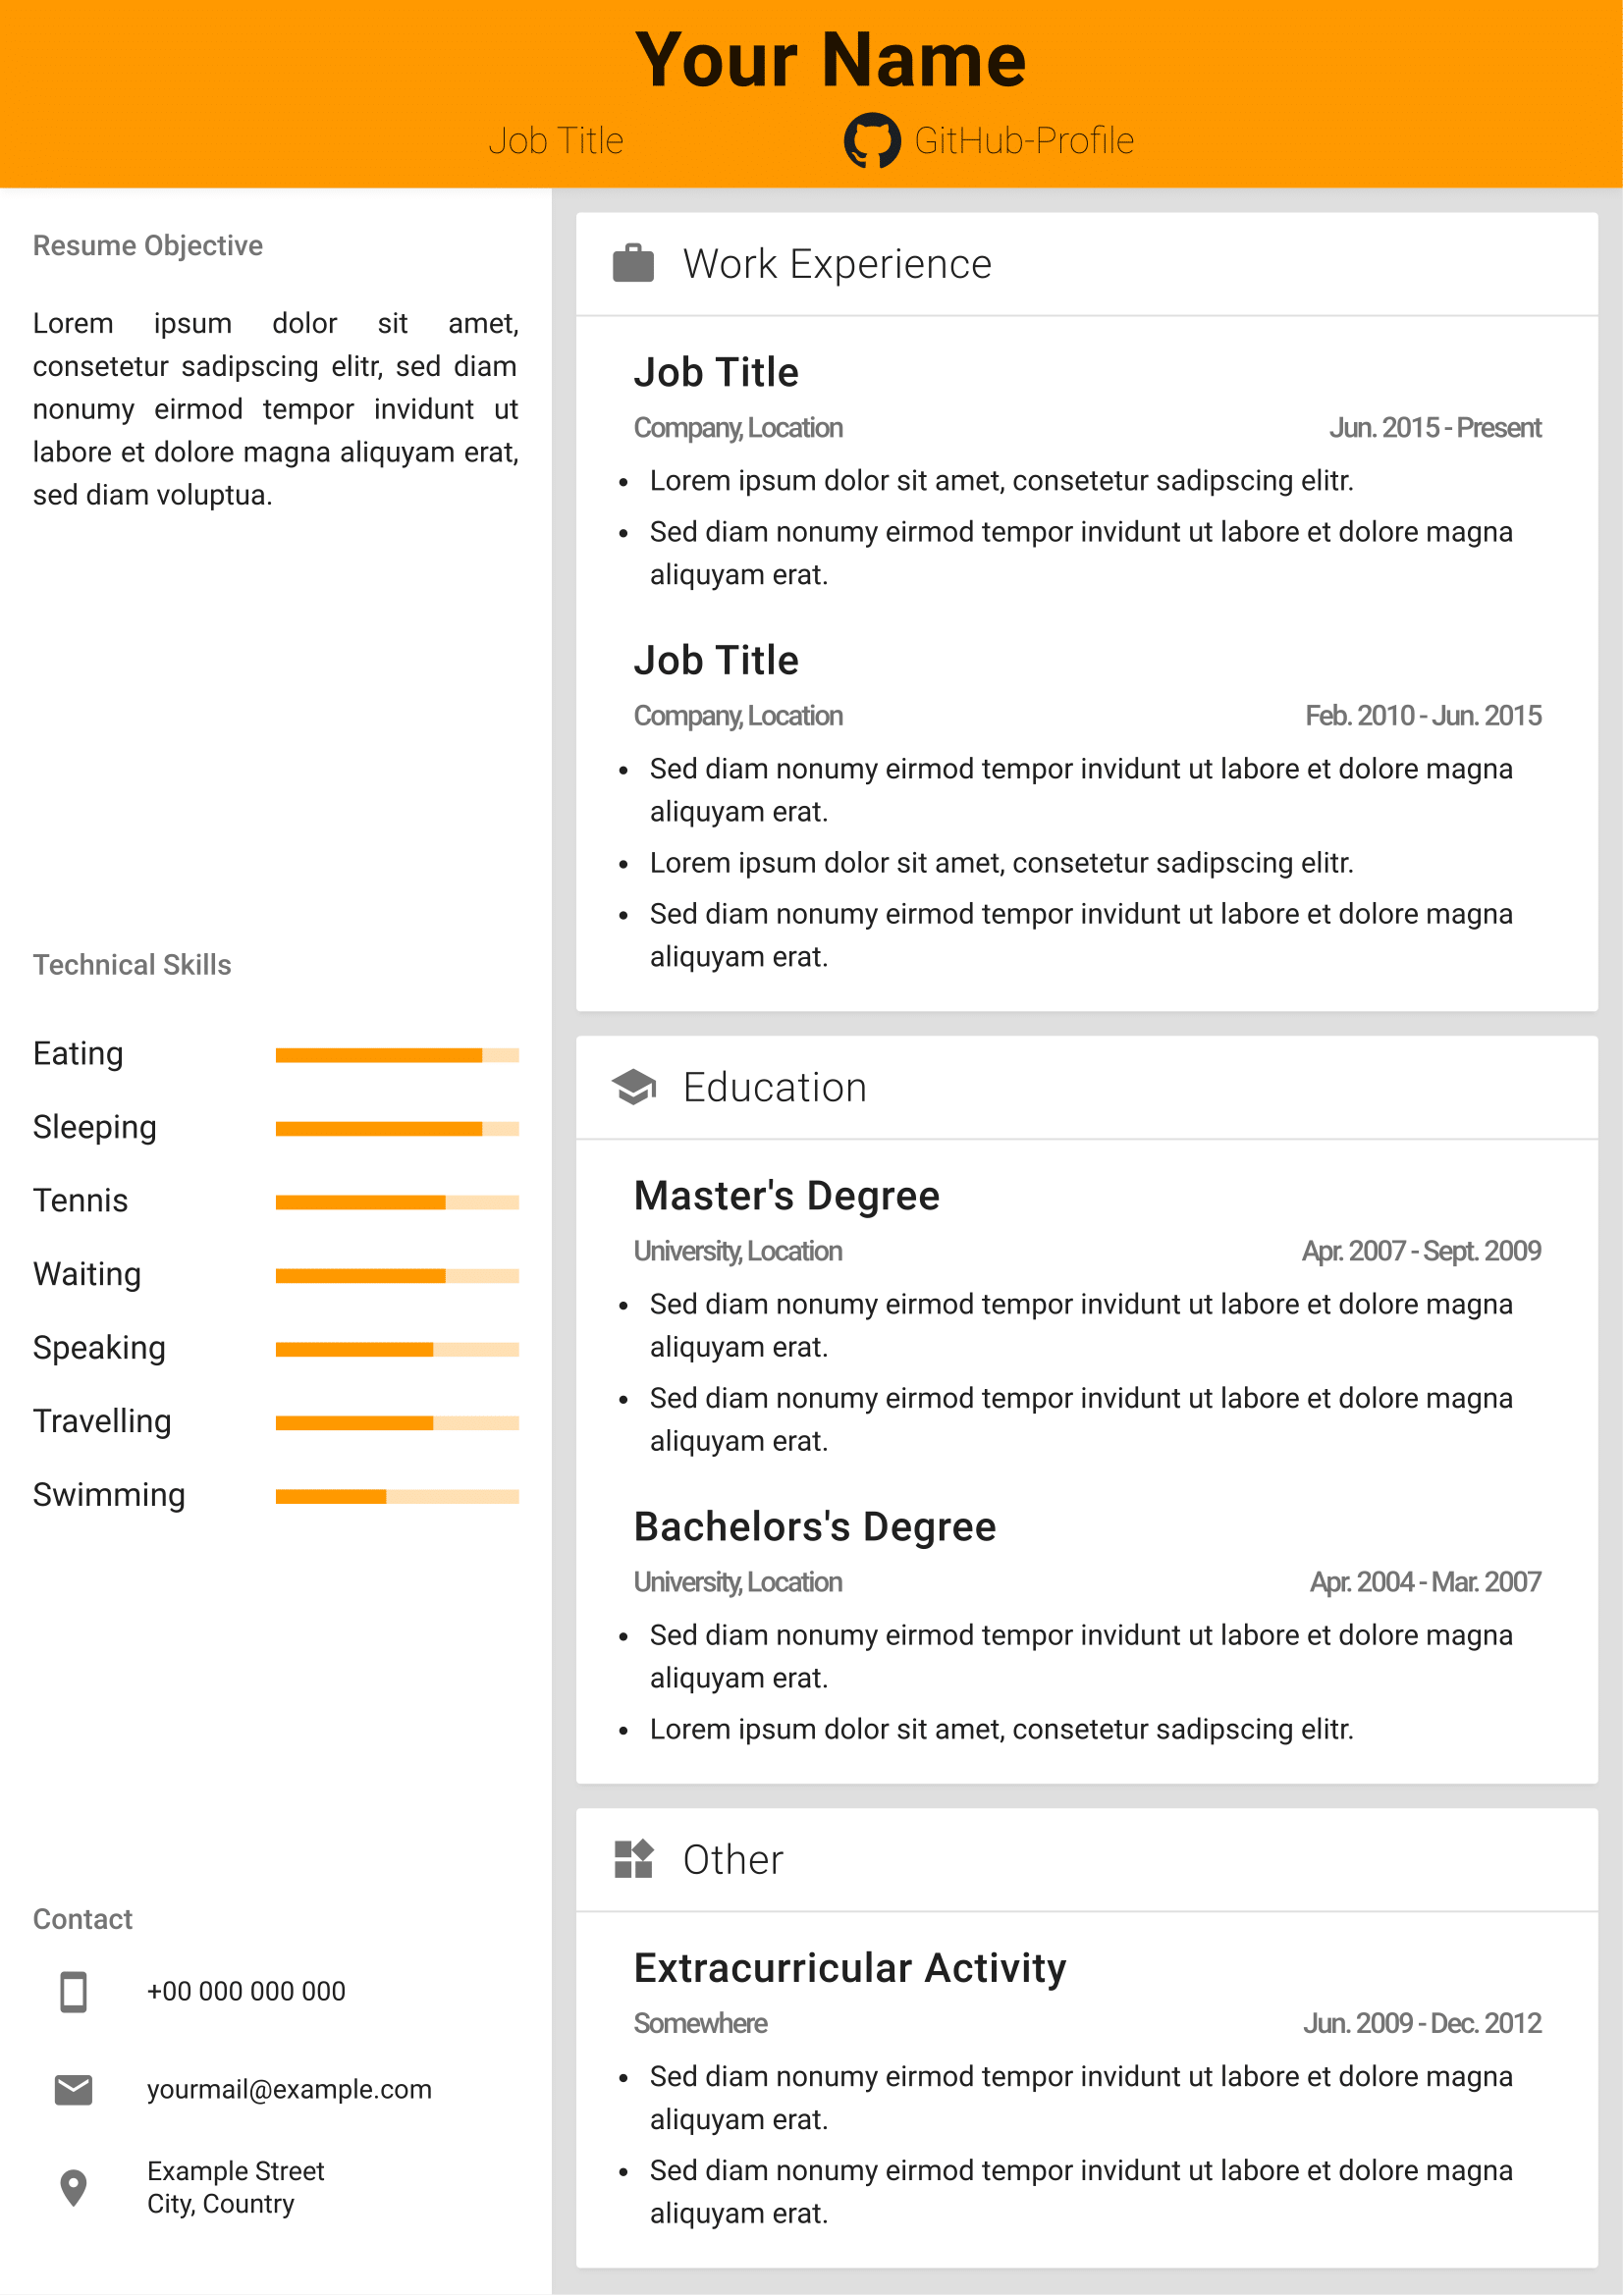 Your Name
Job Title
GitHub-Profile
Resume Objective
Lorem ipsum dolor sit amet,
consetetur sadipscing elitr, sed diam
nonumy eirmod tempor invidunt ut
labore et dolore magna aliquyam erat,
sed diam voluptua.
Technical Skills
Eating
Sleeping
Tennis
Waiting
Speaking
Travelling
Swimming
Contact
+00 000 000 000
yourmail@example.com
Example Street
City, Country
Work Experience
Job Title
Company, Location Jun. 2015 - Present
• Lorem ipsum dolor sit amet, consetetur sadipscing elitr.
• Sed diam nonumy eirmod tempor invidunt ut labore et dolore magna
aliquyam erat.
Job Title
Company, Location Feb. 2010 - Jun. 2015
• Sed diam nonumy eirmod tempor invidunt ut labore et dolore magna
aliquyam erat.
• Lorem ipsum dolor sit amet, consetetur sadipscing elitr.
• Sed diam nonumy eirmod tempor invidunt ut labore et dolore magna
aliquyam erat.
Education
Master's Degree
University, Location Apr. 2007 - Sept. 2009
• Sed diam nonumy eirmod tempor invidunt ut labore et dolore magna
aliquyam erat.
• Sed diam nonumy eirmod tempor invidunt ut labore et dolore magna
aliquyam erat.
Bachelors's Degree
University, Location Apr. 2004 - Mar. 2007
• Sed diam nonumy eirmod tempor invidunt ut labore et dolore magna
aliquyam erat.
• Lorem ipsum dolor sit amet, consetetur sadipscing elitr.
Other
Extracurricular Activity
Somewhere Jun. 2009 - Dec. 2012
• Sed diam nonumy eirmod tempor invidunt ut labore et dolore magna
aliquyam erat.
• Sed diam nonumy eirmod tempor invidunt ut labore et dolore magna
aliquyam erat.